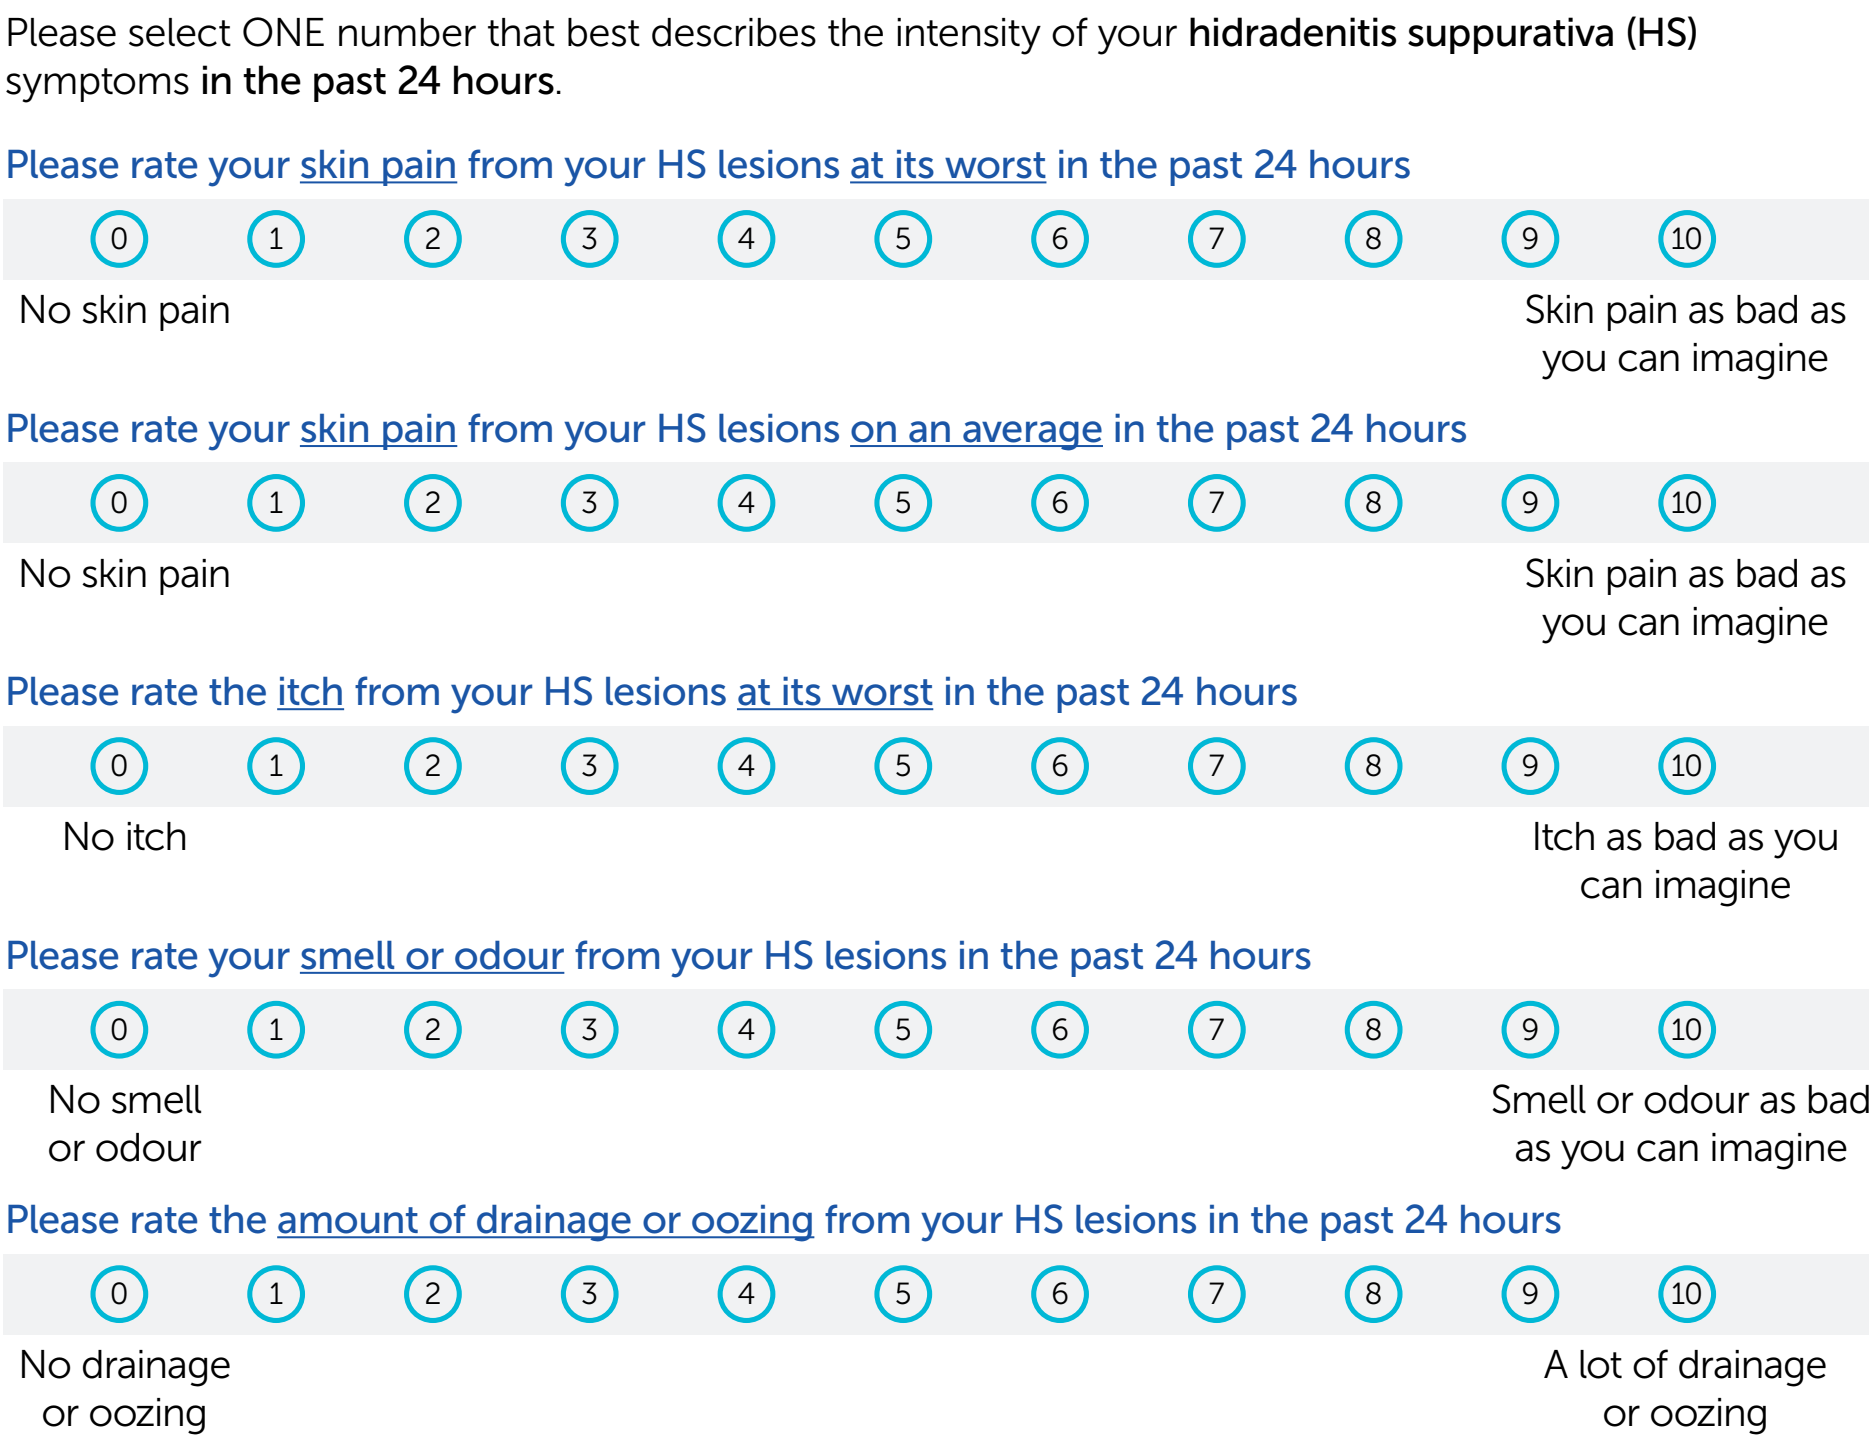 Please select ONE number that best describes the intensity of your hidradenitis suppurativa (HS)
symptoms in the past 24 hours.
Please rate your skin pain from your HS lesions at its worst in the past 24 hours
0 1 2 3 4 5 6 7 8 9 10
No skin pain
Skin pain as bad as
you can imagine
Please rate your skin pain from your HS lesions on an average in the past 24 hours
0 1 2 3 4 5 6 7 8 9 10
No skin pain
Skin pain as bad as
you can imagine
Please rate the itch from your HS lesions at its worst in the past 24 hours
0 1 2 3 4 5 6 7 8 9 10
No itch
Itch as bad as you
can imagine
Please rate your smell or odour from your HS lesions in the past 24 hours
0 1 2 3 4 5 6 7 8 9 10
No smell
or odour
Smell or odour as bad
as you can imagine
Please rate the amount of drainage or oozing from your HS lesions in the past 24 hours
0 1 2 3 4 5 6 7 8 9 10
No drainage
or oozing
A lot of drainage
or oozing